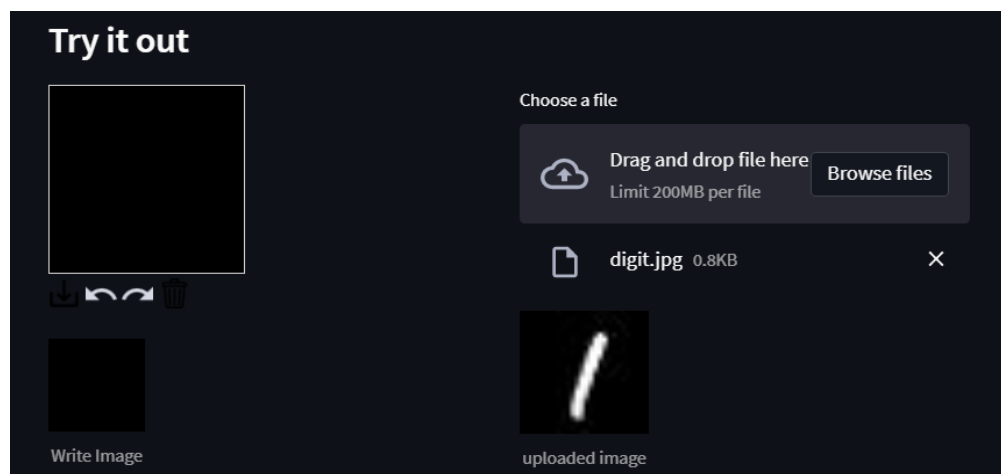 Try it out
Choose a file
Drag and drop file here
Limit 200MB per file
Browse files
digit.jpg 0.8KB
1
Write Image
uploaded image